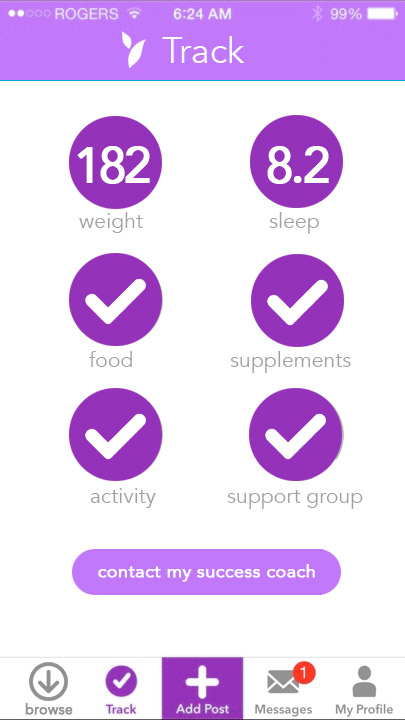 ROGERS 6:24 AM 99%
Track
182 8.2
weight sleep
food supplements
activity support group
contact my success coach
1
browse Track Add Post Messages My Profile